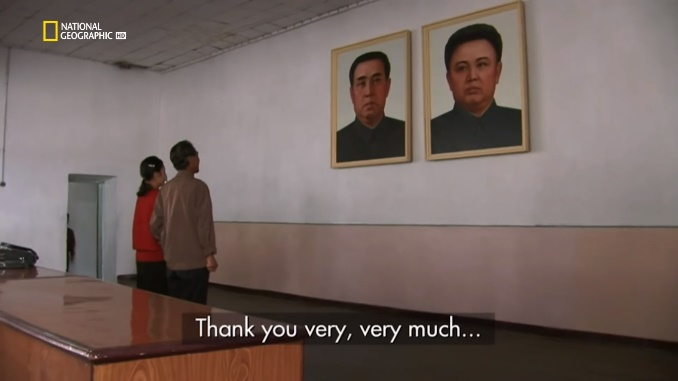 NATIONAL
GEOGRAPHIC HD
Thank you very, very much...